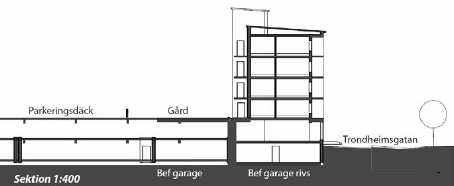 Parkeringsdäck
Gård
Trondheimsgatan
Sektion 1:400
Bef garage
Bef garage rivs